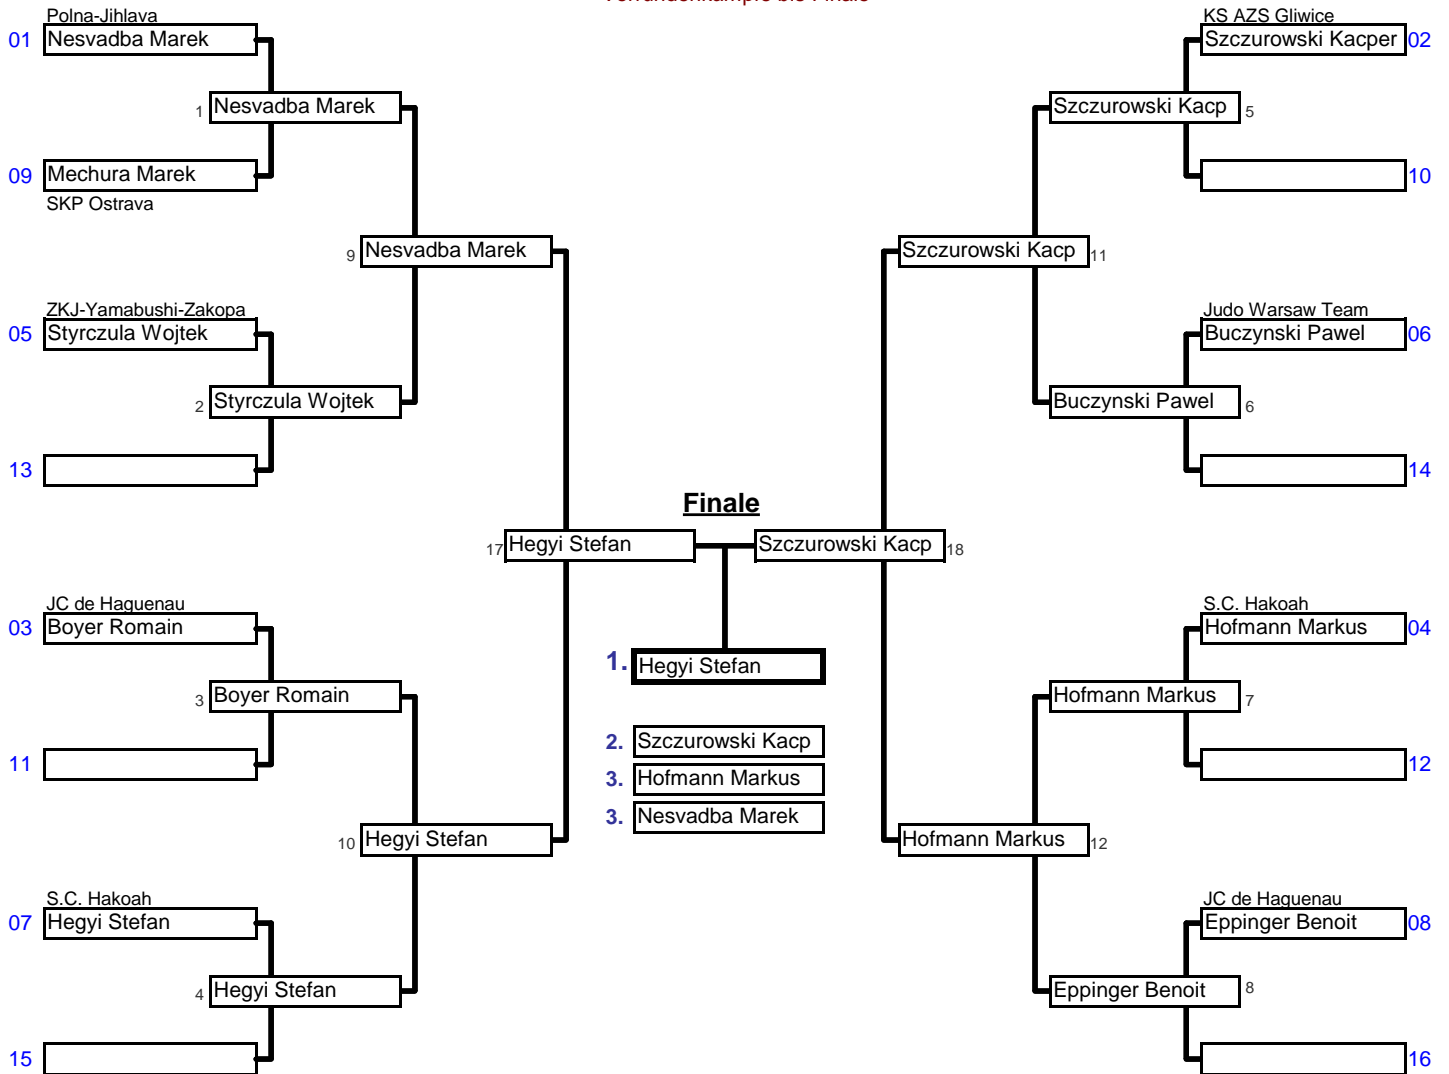 Vorrundenkämpfe bis Finale
Polna-Jihlava
01 Nesvadba Marek
1 Nesvadba Marek
09 Mechura Marek
SKP Ostrava
9 Nesvadba Marek
ZKJ-Yamabushi-Zakopa
05 Styrczula Wojtek
2 Styrczula Wojtek
13
17 Hegyi Stefan
JC de Haguenau
03 Boyer Romain
3 Boyer Romain
11
10 Hegyi Stefan
S.C. Hakoah
07 Hegyi Stefan
4 Hegyi Stefan
15
Finale
1. Hegyi Stefan
2. Szczurowski Kacp
3. Hofmann Markus
3. Nesvadba Marek
KS AZS Gliwice
Szczurowski Kacper 02
Szczurowski Kacp 5
10
Szczurowski Kacp 11
Judo Warsaw Team
Buczynski Pawel 06
Buczynski Pawel 6
14
Szczurowski Kacp 18
S.C. Hakoah
Hofmann Markus 04
Hofmann Markus 7
12
Hofmann Markus 12
JC de Haguenau
Eppinger Benoit 08
Eppinger Benoit 8
16